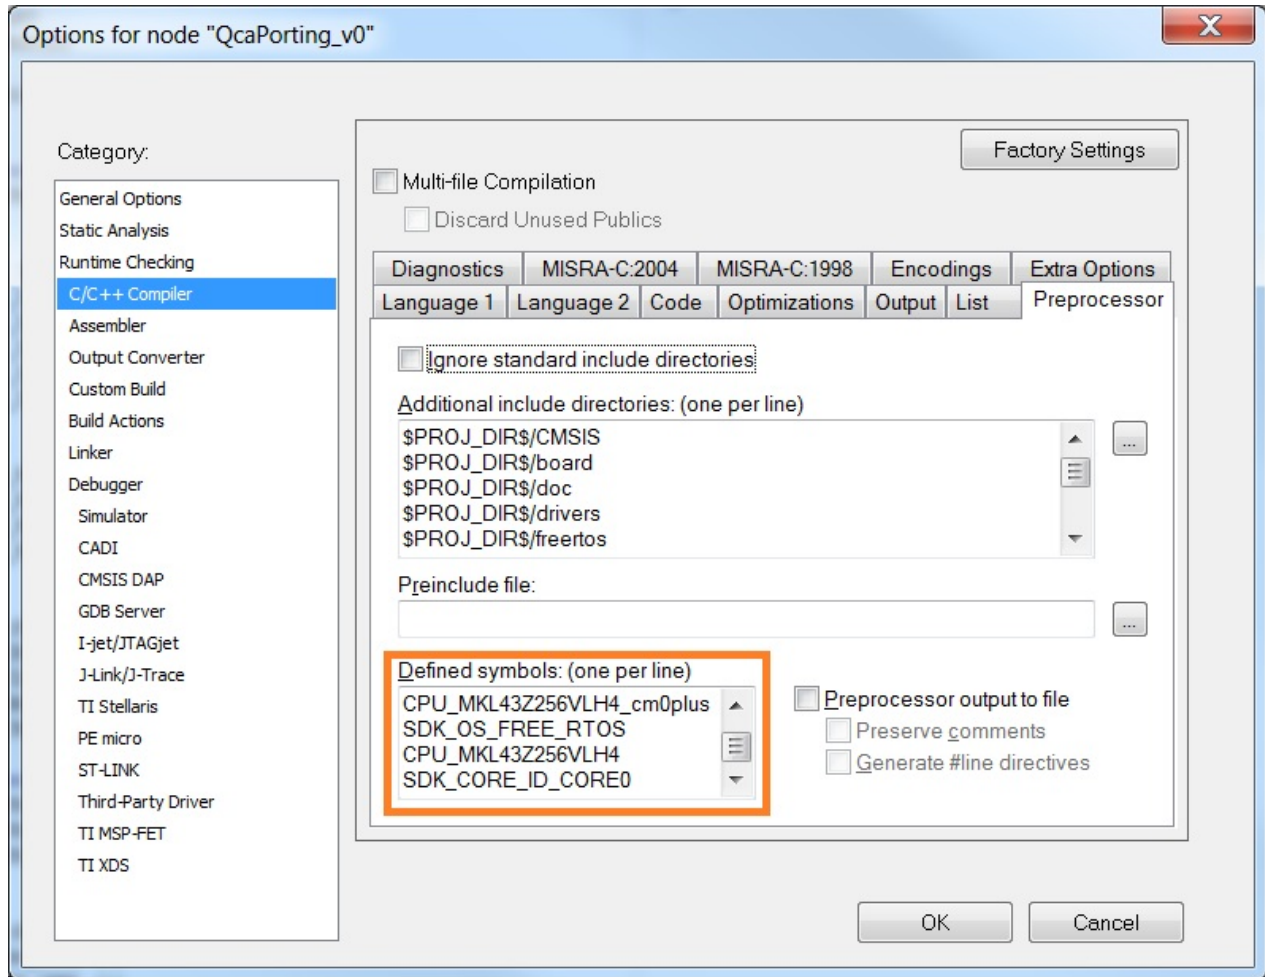 Options for node "QcaPorting_v0"
X
Category:
General Options
Static Analysis
Runtime Checking
C/C++ Compiler
Assembler
Output Converter
Custom Build
Build Actions
Linker
Debugger
Simulator
CADI
CMSIS DAP
GDB Server
I-jet/JTAGjet
J-Link/J-Trace
TI Stellaris
PE micro
ST-LINK
Third-Party Driver
TI MSP-FET
TI XDS
Factory Settings
Multi-file Compilation
Discard Unused Publics
Diagnostics MISRA-C:2004 MISRA-C:1998 Encodings Extra Options
Language 1 Language 2 Code Optimizations Output List Preprocessor
Ignore standard include directories
Additional include directories: (one per line)
$PROJ_DIR$/CMSIS
$PROJ_DIR$/board
$PROJ_DIR$/doc
$PROJ_DIR$/drivers
$PROJ_DIR$/freertos
...
Preinclude file:
...
Defined symbols: (one per line)
CPU_MKL43Z256VLH4_cm0plus
SDK_OS_FREE_RTOS
CPU_MKL43Z256VLH4
SDK_CORE_ID_CORE0
Preprocessor output to file
Preserve comments
Generate #line directives
OK Cancel